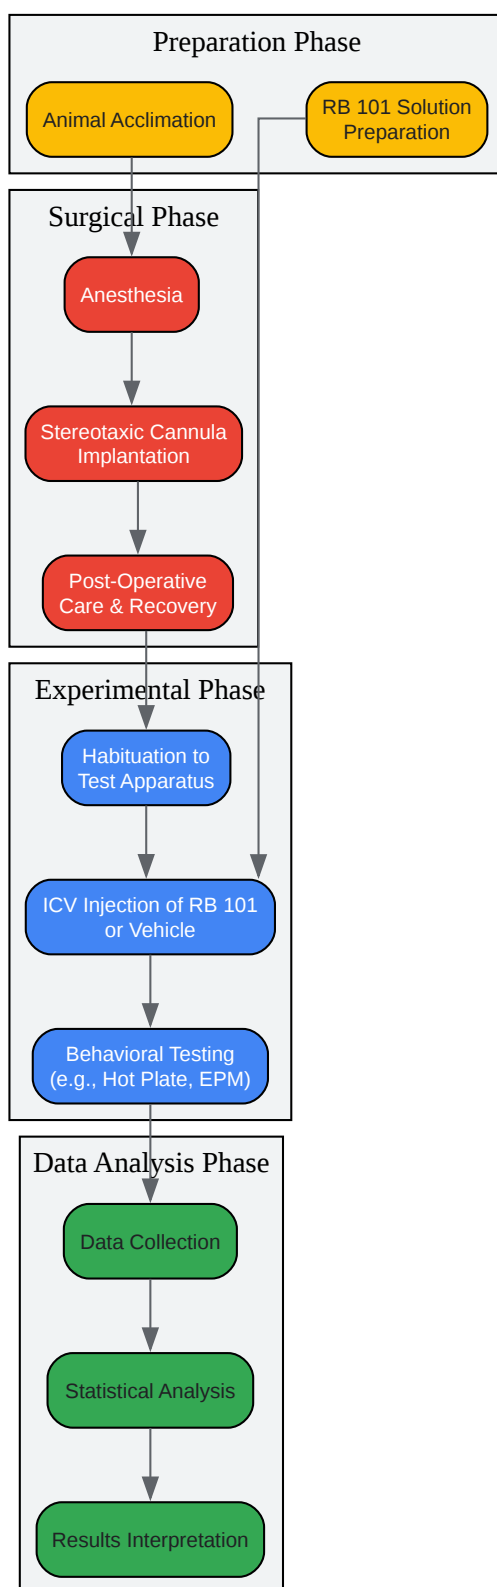 Preparation Phase
Animal Acclimation
RB 101 Solution
Preparation
Surgical Phase
Anesthesia
Stereotaxic Cannula
Implantation
Post-Operative
Care & Recovery
Experimental Phase
Habituation to
Test Apparatus
ICV Injection of RB 101
or Vehicle
Behavioral Testing
(e.g., Hot Plate, EPM)
Data Analysis Phase
Data Collection
Statistical Analysis
Results Interpretation